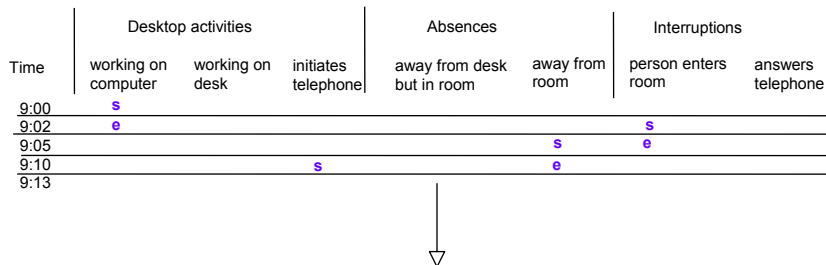 Desktop activities Absences Interruptions
Time working on computer working on desk initiates telephone away from desk but in room away from room person enters room answers telephone
9:00 s
9:02 e s
9:05 s e
9:10 s e
9:13